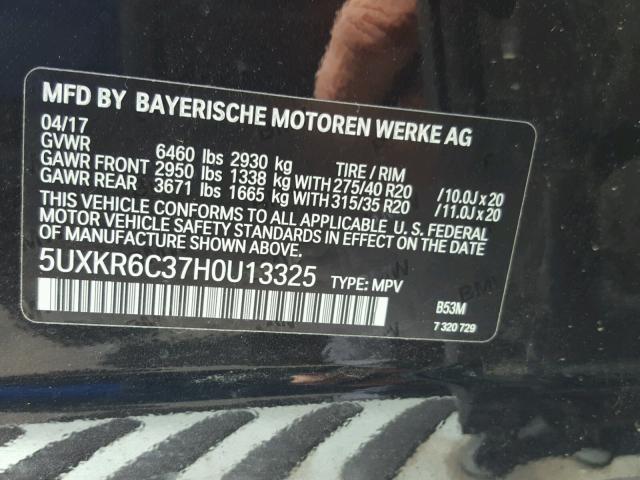 MFD BY BAYERISCHE MOTOREN WERKE AG
04/17
GVWR 6460 lbs 2930 kg TIRE / RIM
GAWR FRONT 2950 lbs 1338 kg WITH 275/40 R20 /10.0J x 20
GAWR REAR 3671 lbs 1665 kg WITH 315/35 R20 /11.0J x 20
THIS VEHICLE CONFORMS TO ALL APPLICABLE U.S. FEDERAL
MOTOR VEHICLE SAFETY STANDARDS IN EFFECT ON THE DATE
OF MANUFACTURE SHOWN ABOVE.
5UXKR6C37H0U13325 TYPE: MPV
B53M
7 320 729